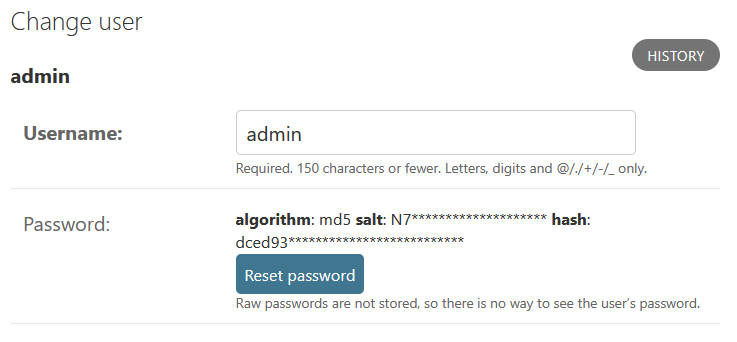 Change user
HISTORY
admin
Username:
admin
Required. 150 characters or fewer. Letters, digits and @/./+/-/_ only.
Password:
algorithm: md5 salt: N7******************** hash:
dced93**************************
Reset password
Raw passwords are not stored, so there is no way to see the user’s password.